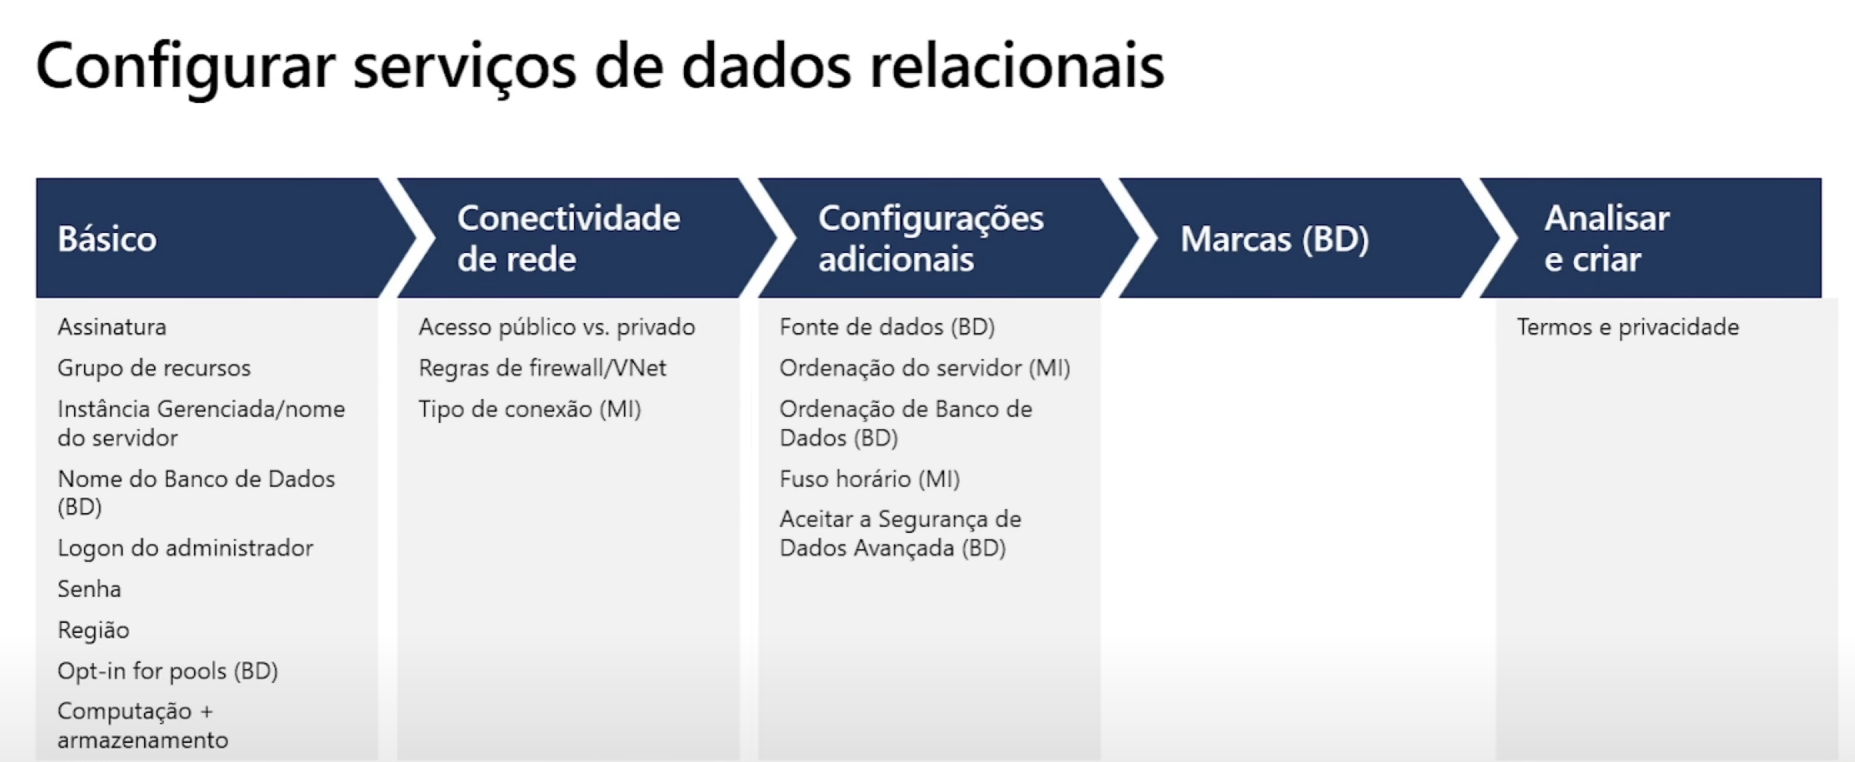 Configurar serviços de dados relacionais
Básico
Assinatura
Grupo de recursos
Instância Gerenciada/nome
do servidor
Nome do Banco de Dados
(BD)
Logon do administrador
Senha
Região
Opt-in for pools (BD)
Computação +
armazenamento
Conectividade
de rede
Acesso público vs. privado
Regras de firewall/VNet
Tipo de conexão (MI)
Configurações
adicionais
Fonte de dados (BD)
Ordenação do servidor (MI)
Ordenação de Banco de
Dados (BD)
Fuso horário (MI)
Aceitar a Segurança de
Dados Avançada (BD)
Marcas (BD)
Analisar
e criar
Termos e privacidade